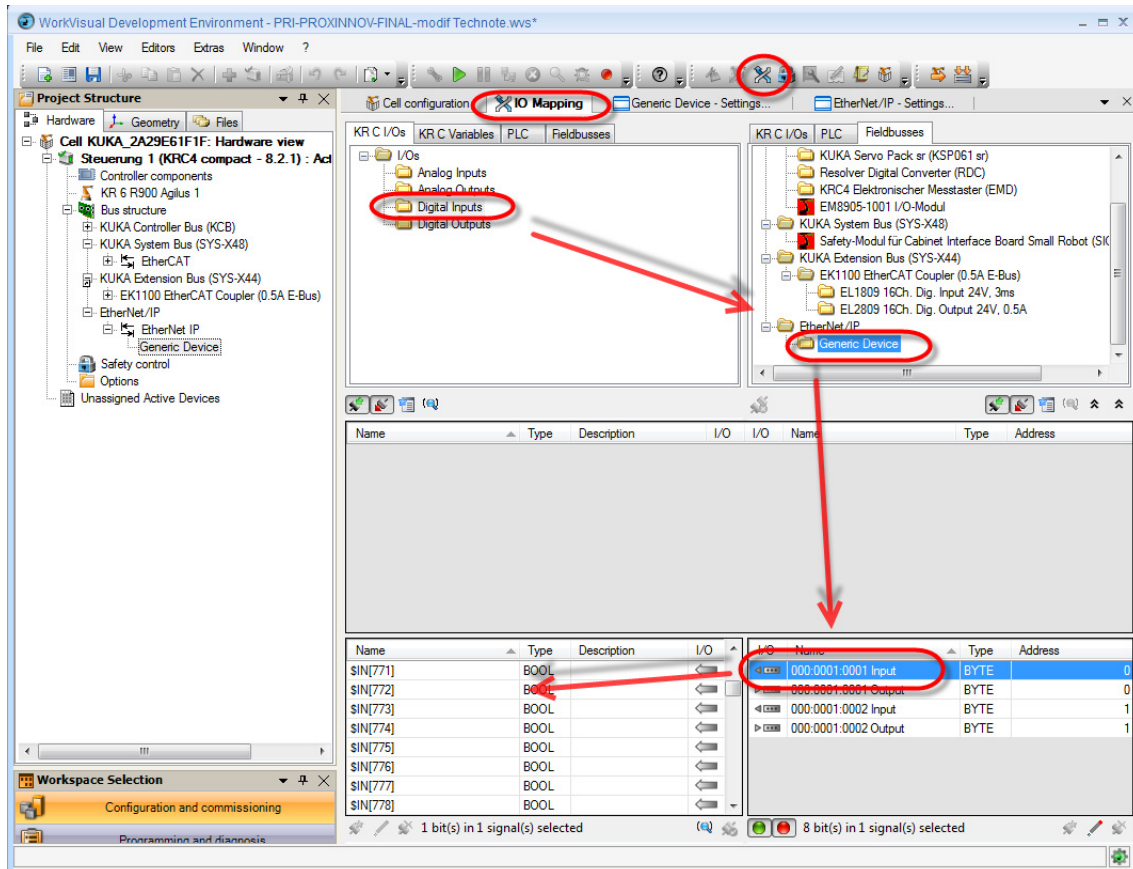 WorkVisual Development Environment - PRI-PROXINNOV-FINAL-modif Technote.wvs*
File Edit View Editors Extras Window ?
Project Structure
Hardware Geometry Files
Cell KUKA_2A29E61F1F: Hardware view
Steuerung 1 (KRC4 compact - 8.2.1) : Act
Controller components
KR 6 R900 Agilus 1
Bus structure
KUKA Controller Bus (KCB)
KUKA System Bus (SYS-X48)
EtherCAT
KUKA Extension Bus (SYS-X44)
EK1100 EtherCAT Coupler (0.5A E-Bus)
EtherNet/IP
EtherNet IP
Generic Device
Safety control
Options
Unassigned Active Devices
Workspace Selection
Configuration and commissioning
Programming and diagnosis
Cell configuration IO Mapping Generic Device - Settings... EtherNet/IP - Settings...
KR C I/Os KR C Variables PLC Fieldbusses
I/Os
Analog Inputs
Analog Outputs
Digital Inputs
Digital Outputs
KR C I/Os PLC Fieldbusses
KUKA Servo Pack sr (KSP061 sr)
Resolver Digital Converter (RDC)
KRC4 Elektronischer Messtaster (EMD)
EM8905-1001 I/O-Modul
KUKA System Bus (SYS-X48)
Safety-Modul für Cabinet Interface Board Small Robot (SI
KUKA Extension Bus (SYS-X44)
EK1100 EtherCAT Coupler (0.5A E-Bus)
EL1809 16Ch. Dig. Input 24V, 3ms
EL2809 16Ch. Dig. Output 24V, 0.5A
EtherNet/IP
Generic Device
Name Type Description I/O I/O Name Type Address
Name Type Description I/O
$IN[771] BOOL
$IN[772] BOOL
$IN[773] BOOL
$IN[774] BOOL
$IN[775] BOOL
$IN[776] BOOL
$IN[777] BOOL
$IN[778] BOOL
1 bit(s) in 1 signal(s) selected
I/O Name Type Address
000:0001:0001 Input BYTE 0
000:0001:0001 Output BYTE 0
000:0001:0002 Input BYTE 1
000:0001:0002 Output BYTE 1
8 bit(s) in 1 signal(s) selected